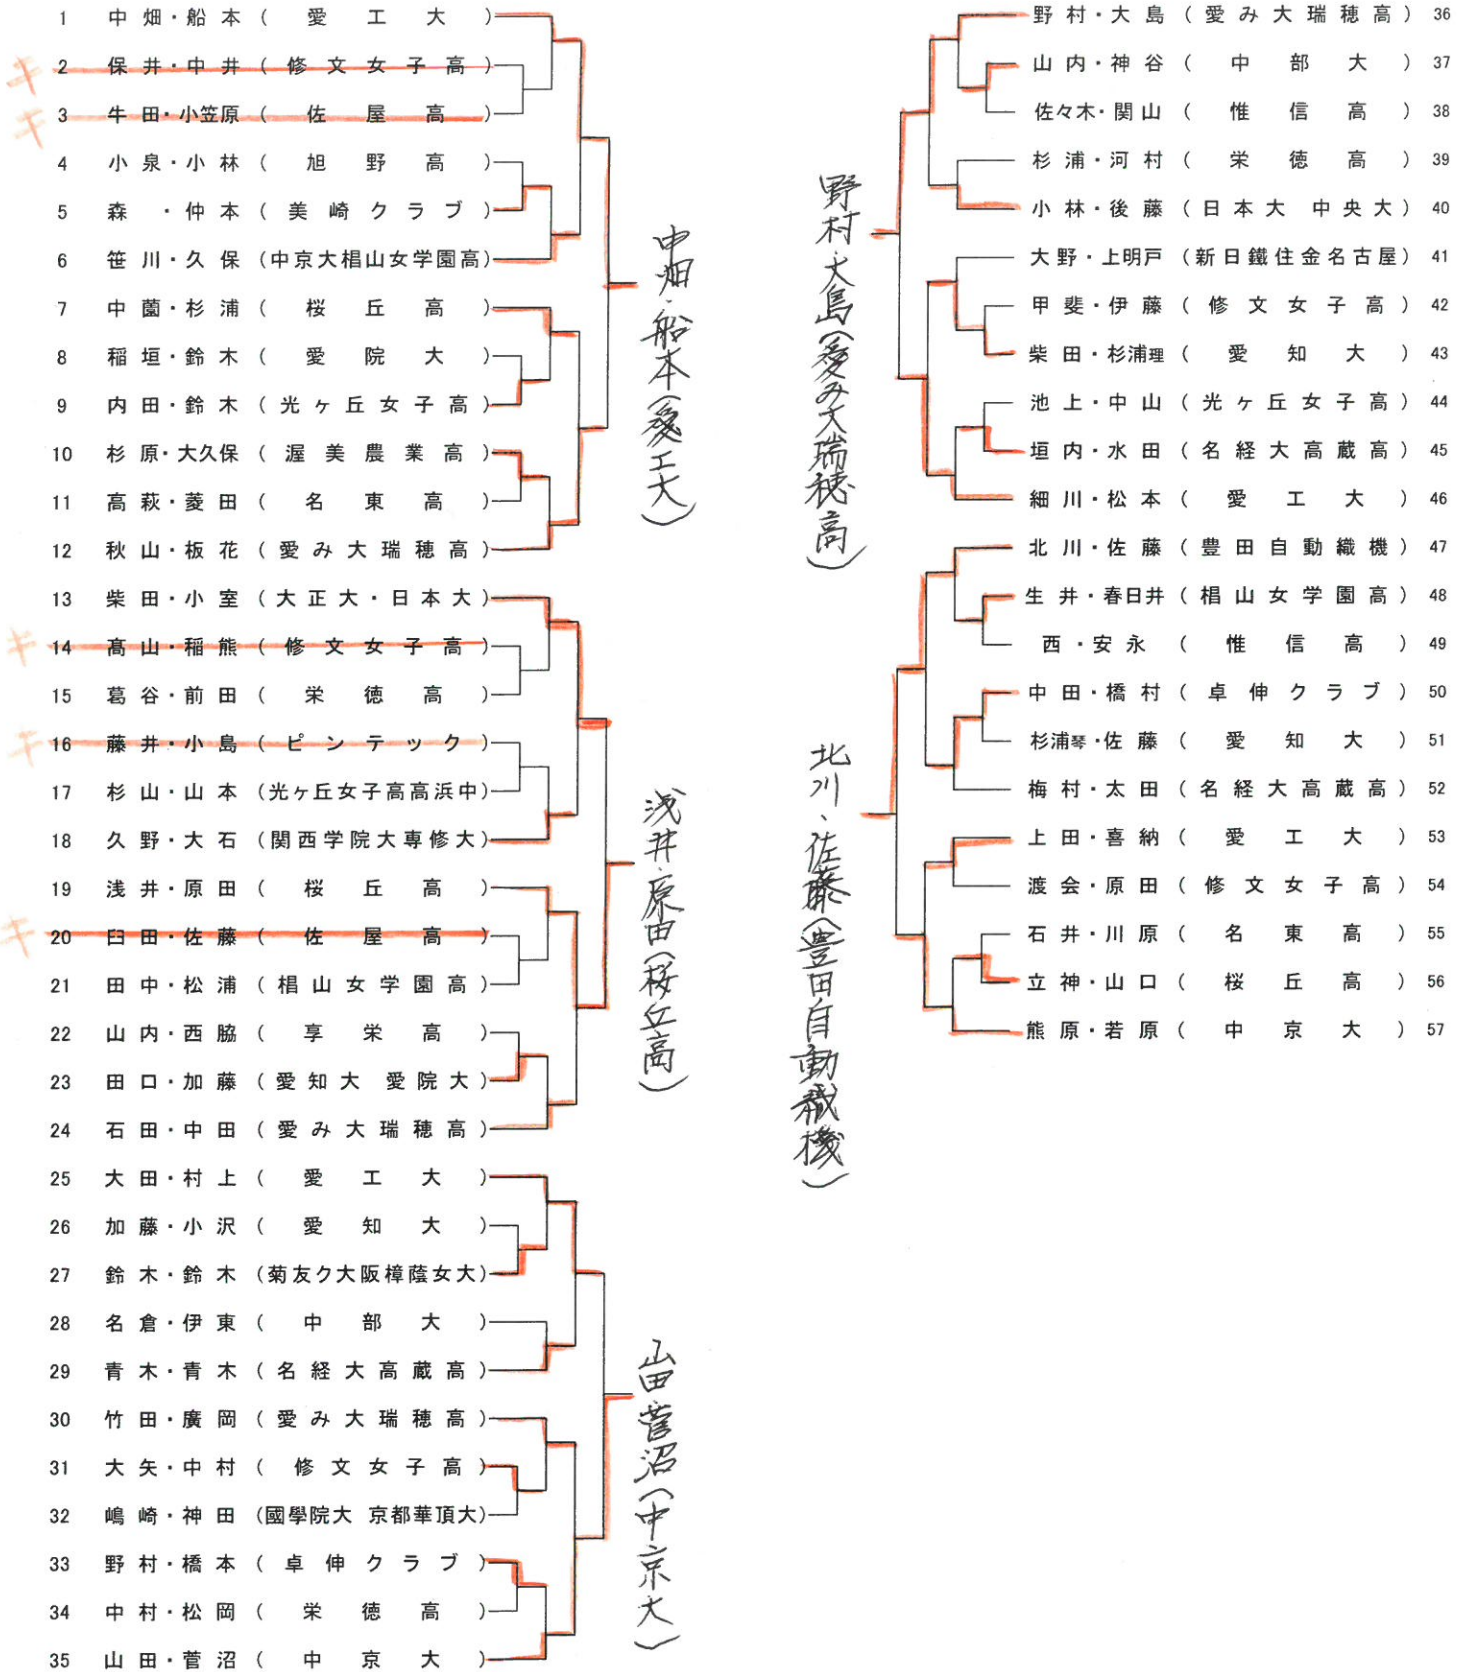 1 中畑・船本 (愛工大)
キ 2 保井・中井 (修文女子高)
キ 3 牛田・小笠原 (佐屋高)
4 小泉・小林 (旭野高)
5 森・仲本 (美崎クラブ)
6 笹川・久保 (中京大椙山女学園高)
7 中薗・杉浦 (桜丘高)
8 稲垣・鈴木 (愛院大)
9 内田・鈴木 (光ヶ丘女子高)
10 杉原・大久保 (渥美農業高)
11 高萩・菱田 (名東高)
12 秋山・板花 (愛み大瑞穂高)
中畑・船本(愛工大)
13 柴田・小室 (大正大・日本大)
キ 14 髙山・稲熊 (修文女子高)
15 葛谷・前田 (栄徳高)
キ 16 藤井・小島 (ピンテック)
17 杉山・山本 (光ヶ丘女子高高浜中)
18 久野・大石 (関西学院大専修大)
19 浅井・原田 (桜丘高)
キ 20 臼田・佐藤 (佐屋高)
21 田中・松浦 (椙山女学園高)
22 山内・西脇 (享栄高)
23 田口・加藤 (愛知大 愛院大)
24 石田・中田 (愛み大瑞穂高)
浅井・原田(桜丘高)
25 大田・村上 (愛工大)
26 加藤・小沢 (愛知大)
27 鈴木・鈴木 (菊友ク大阪樟蔭女大)
28 名倉・伊東 (中部大)
29 青木・青木 (名経大高蔵高)
30 竹田・廣岡 (愛み大瑞穂高)
31 大矢・中村 (修文女子高)
32 嶋崎・神田 (國學院大 京都華頂大)
33 野村・橋本 (卓伸クラブ)
34 中村・松岡 (栄徳高)
35 山田・菅沼 (中京大)
山田・菅沼(中京大)
野村・大島 (愛み大瑞穂高) 36
山内・神谷 (中部大) 37
佐々木・関山 (惟信高) 38
杉浦・河村 (栄徳高) 39
小林・後藤 (日本大 中央大) 40
大野・上明戸 (新日鐵住金名古屋) 41
甲斐・伊藤 (修文女子高) 42
柴田・杉浦理 (愛知大) 43
池上・中山 (光ヶ丘女子高) 44
垣内・水田 (名経大高蔵高) 45
細川・松本 (愛工大) 46
野村・大島(愛み大瑞穂高)
北川・佐藤 (豊田自動織機) 47
生井・春日井 (椙山女学園高) 48
西・安永 (惟信高) 49
中田・橋村 (卓伸クラブ) 50
杉浦琴・佐藤 (愛知大) 51
梅村・太田 (名経大高蔵高) 52
上田・喜納 (愛工大) 53
渡会・原田 (修文女子高) 54
石井・川原 (名東高) 55
立神・山口 (桜丘高) 56
熊原・若原 (中京大) 57
北川・佐藤(豊田自動織機)